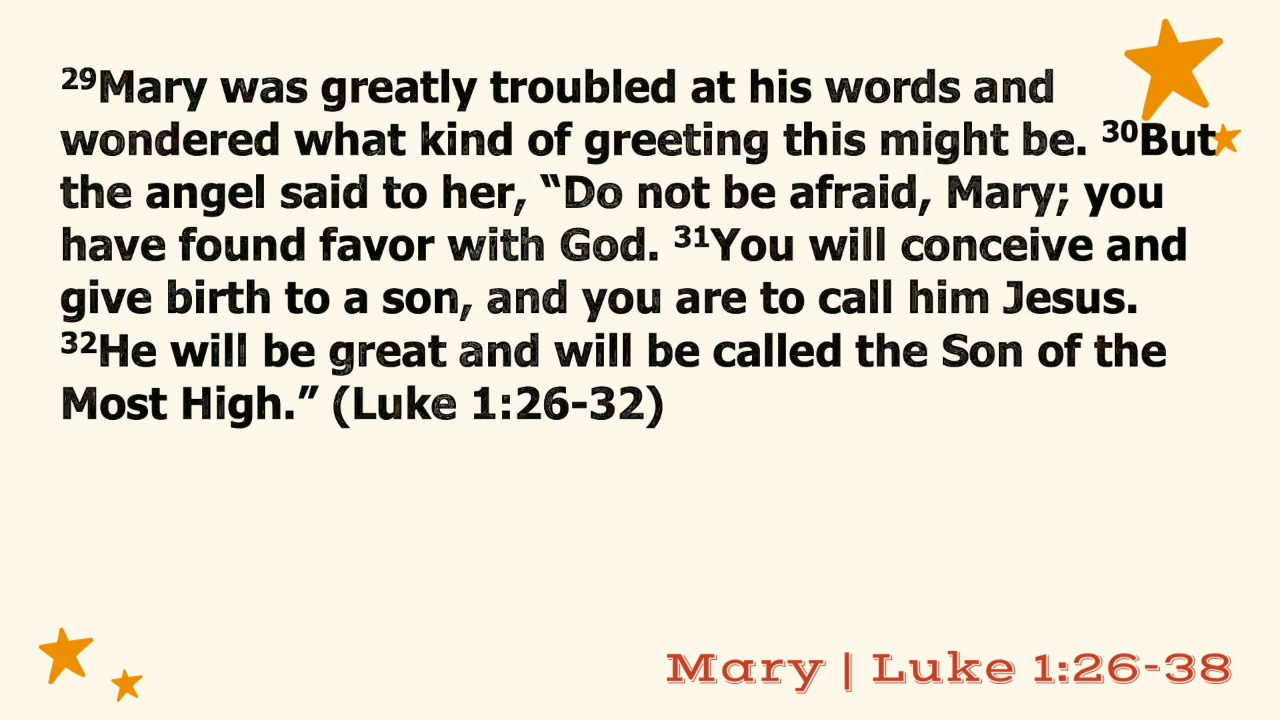 ²⁹Mary was greatly troubled at his words and
wondered what kind of greeting this might be. ³⁰But
the angel said to her, “Do not be afraid, Mary; you
have found favor with God. ³¹You will conceive and
give birth to a son, and you are to call him Jesus.
³²He will be great and will be called the Son of the
Most High.” (Luke 1:26-32)
Mary | Luke 1:26-38